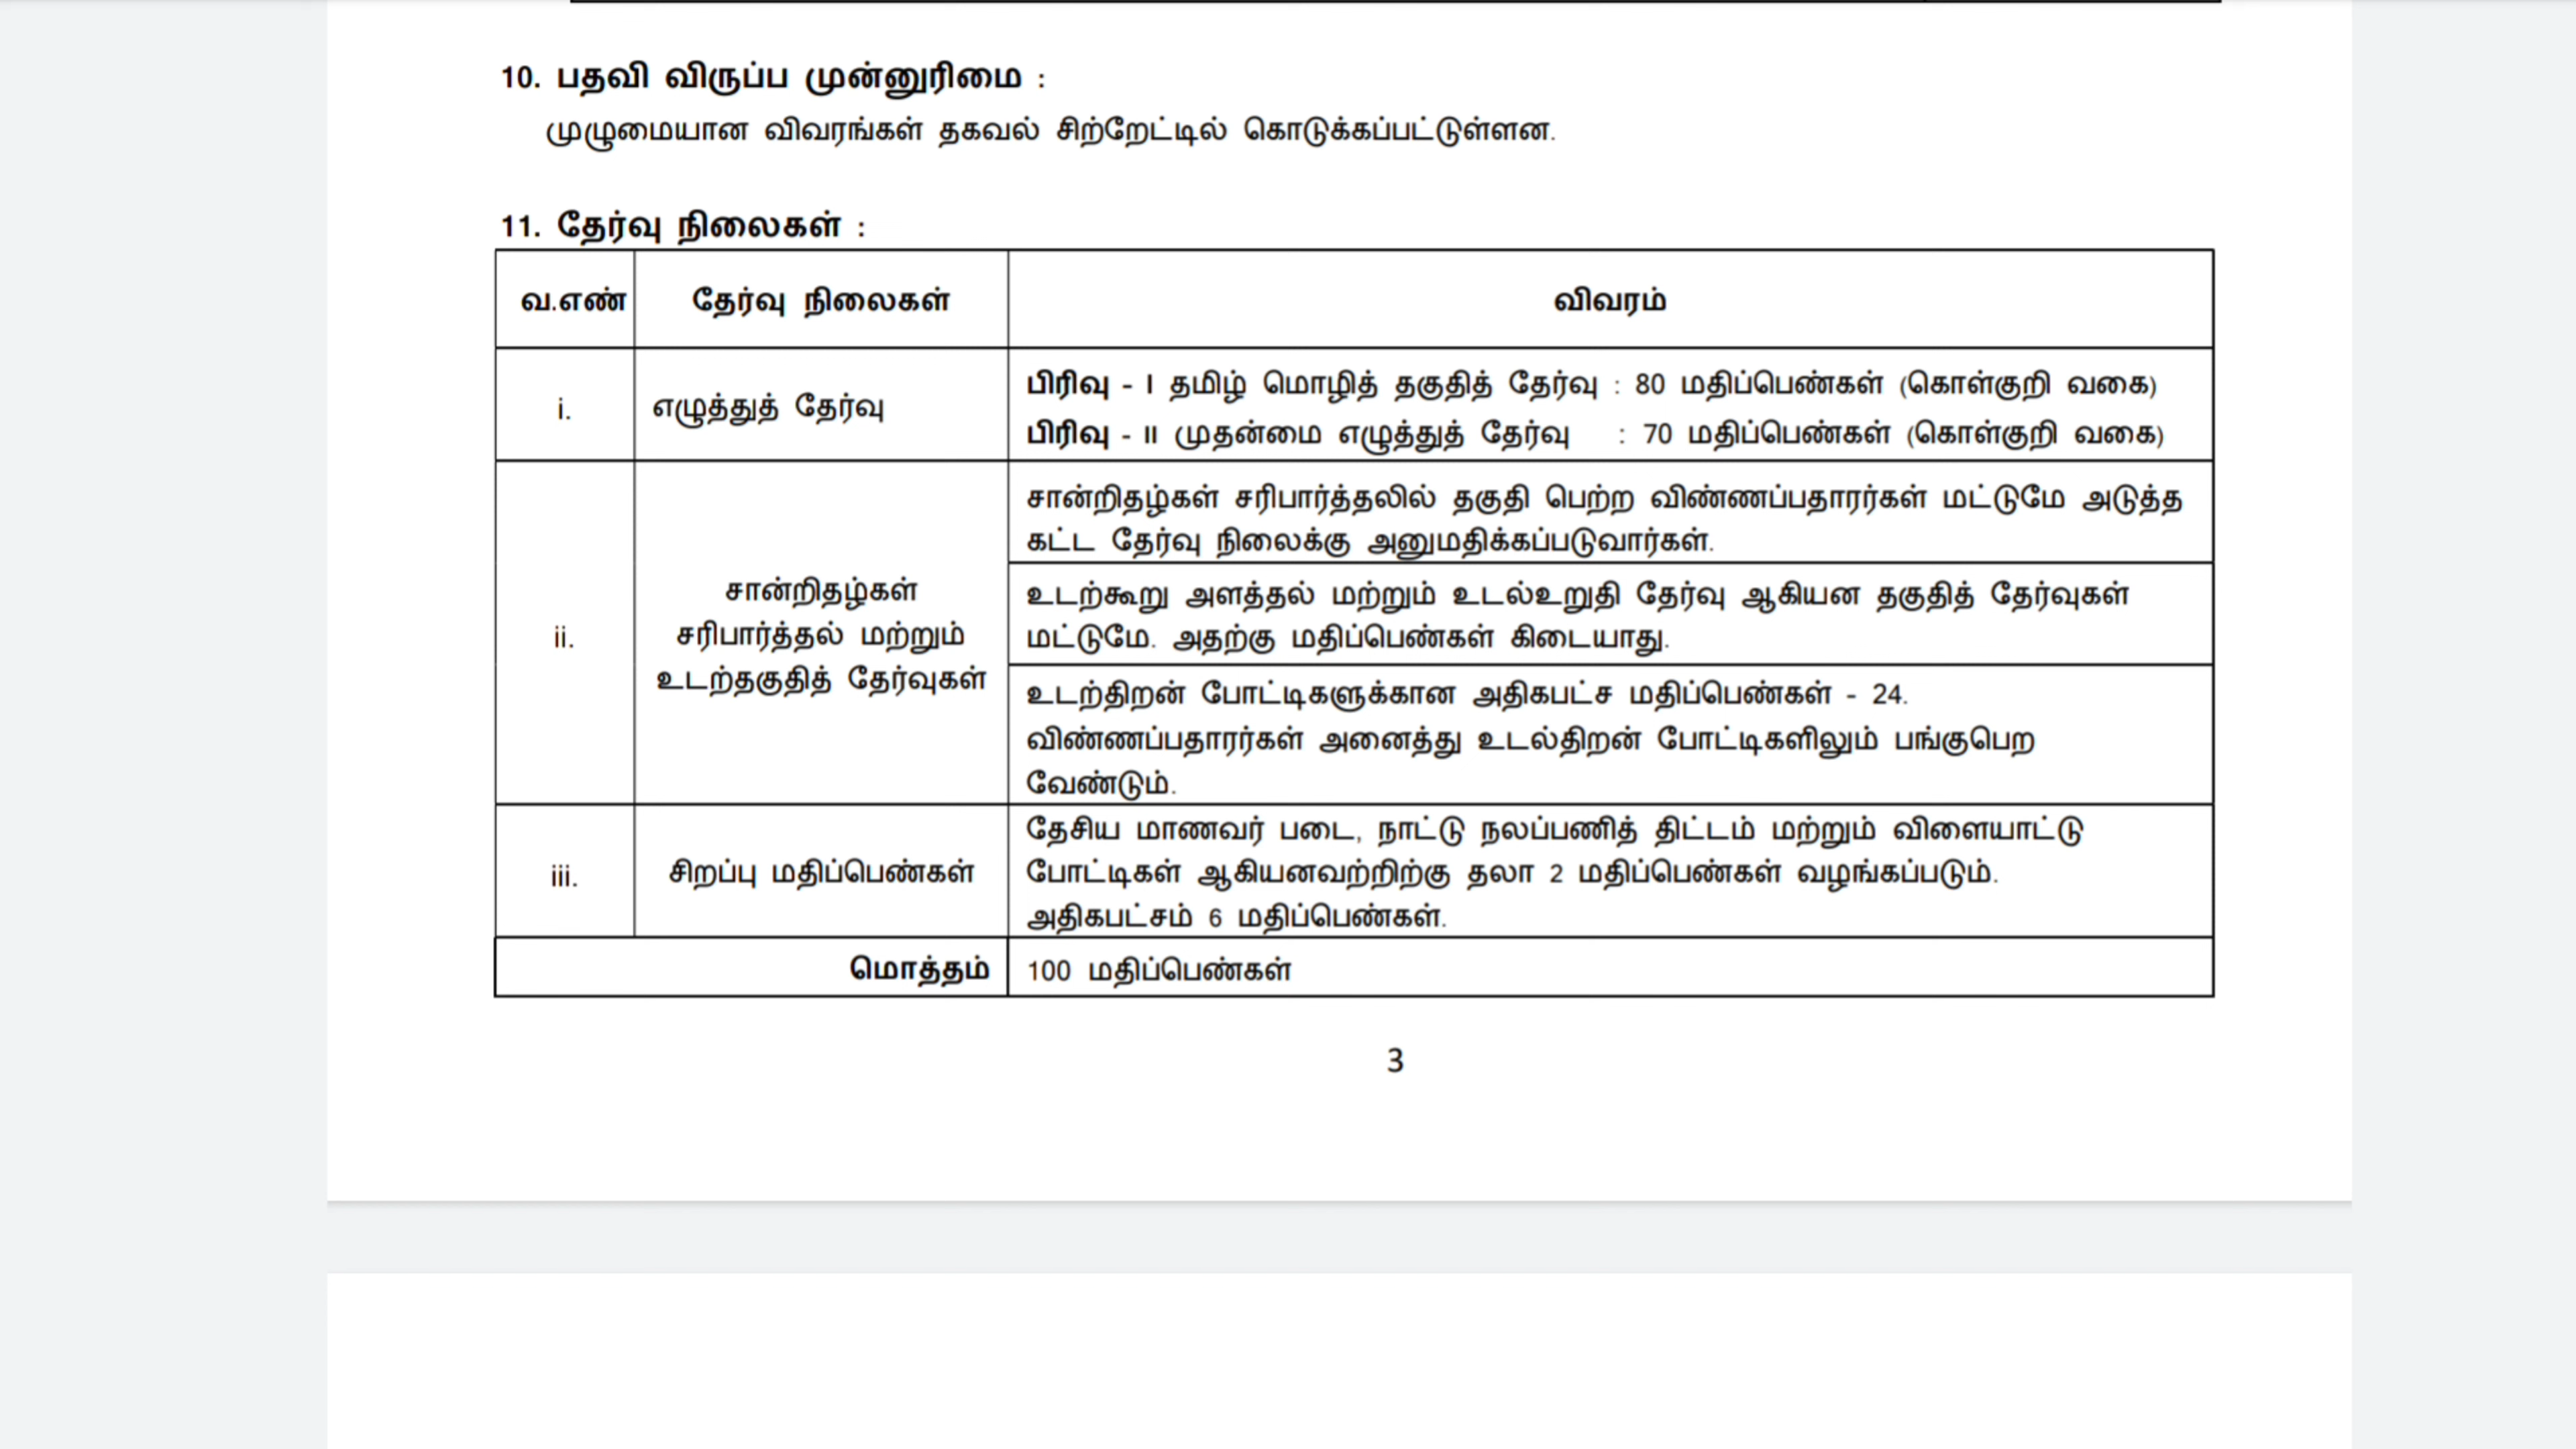 10. பதவி விருப்ப முன்னுரிமை :
முழுமையான விவரங்கள் தகவல் சிற்றேட்டில் கொடுக்கப்பட்டுள்ளன.
11. தேர்வு நிலைகள் :
வ.எண் தேர்வு நிலைகள் விவரம்
i. எழுத்துத் தேர்வு
பிரிவு - I தமிழ் மொழித் தகுதித் தேர்வு : 80 மதிப்பெண்கள் (கொள்குறி வகை)
பிரிவு - II முதன்மை எழுத்துத் தேர்வு : 70 மதிப்பெண்கள் (கொள்குறி வகை)
ii.
சான்றிதழ்கள்
சரிபார்த்தல் மற்றும்
உடற்தகுதித் தேர்வுகள்
சான்றிதழ்கள் சரிபார்த்தலில் தகுதி பெற்ற விண்ணப்பதாரர்கள் மட்டுமே அடுத்த
கட்ட தேர்வு நிலைக்கு அனுமதிக்கப்படுவார்கள்.
உடற்கூறு அளத்தல் மற்றும் உடல்உறுதி தேர்வு ஆகியன தகுதித் தேர்வுகள்
மட்டுமே. அதற்கு மதிப்பெண்கள் கிடையாது.
உடற்திறன் போட்டிகளுக்கான அதிகபட்ச மதிப்பெண்கள் - 24.
விண்ணப்பதாரர்கள் அனைத்து உடல்திறன் போட்டிகளிலும் பங்குபெற
வேண்டும்.
iii. சிறப்பு மதிப்பெண்கள்
தேசிய மாணவர் படை, நாட்டு நலப்பணித் திட்டம் மற்றும் விளையாட்டு
போட்டிகள் ஆகியனவற்றிற்கு தலா 2 மதிப்பெண்கள் வழங்கப்படும்.
அதிகபட்சம் 6 மதிப்பெண்கள்.
மொத்தம் 100 மதிப்பெண்கள்
3